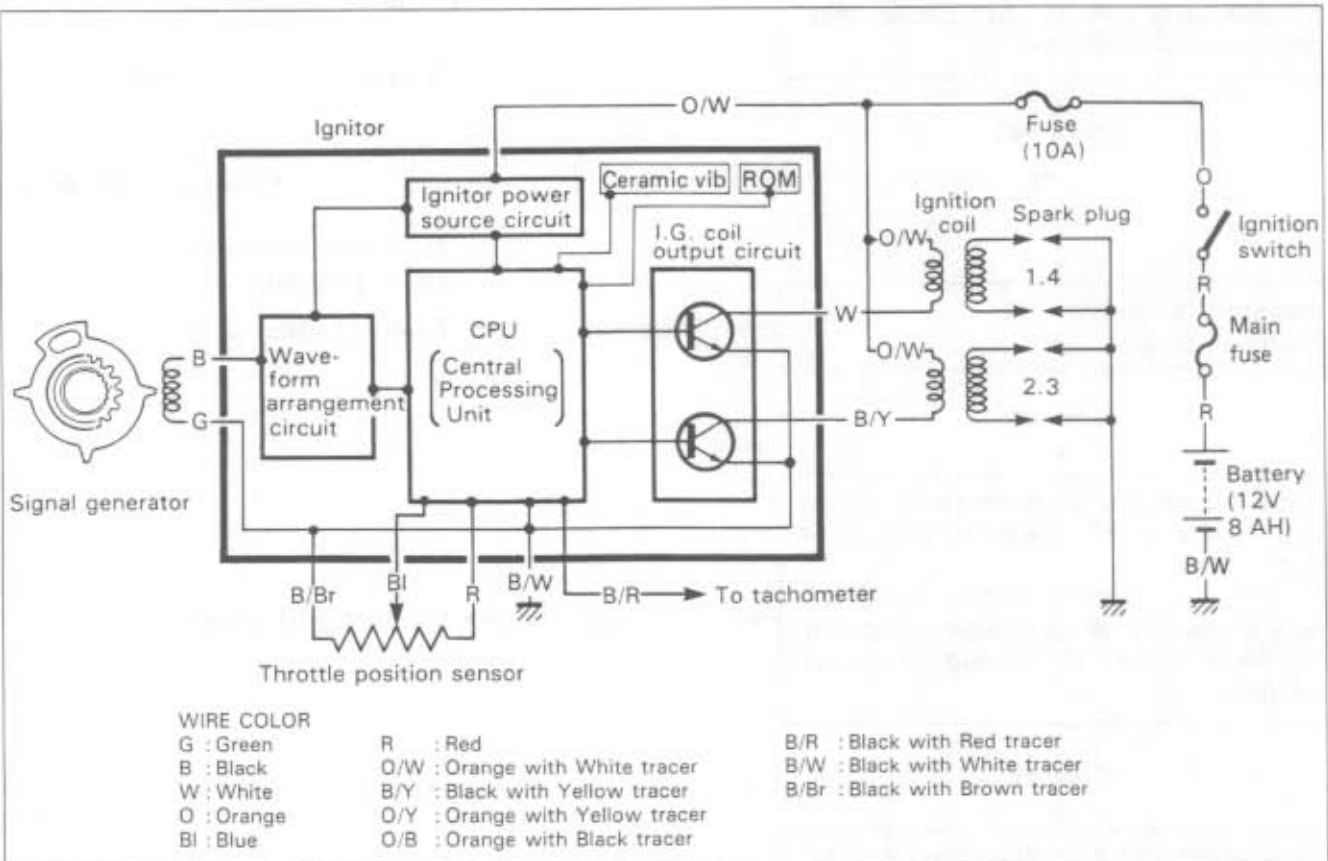 O/W
Ignitor
Fuse
(10A)
Ceramic vib
ROM
Ignitor power
source circuit
O
Ignition
coil
Spark plug
Ignition
switch
I.G. coil
output circuit
O/W
1.4
R
W
CPU
(Central
Processing
Unit)
B
Wave-
form
arrangement
circuit
O/W
Main
fuse
2.3
G
B/Y
R
Signal generator
Battery
(12V
8 AH)
B/Br
Bl
R
B/W
B/R
To tachometer
B/W
Throttle position sensor
WIRE COLOR
G : Green
B : Black
W : White
O : Orange
Bl : Blue
R : Red
O/W : Orange with White tracer
B/Y : Black with Yellow tracer
O/Y : Orange with Yellow tracer
O/B : Orange with Black tracer
B/R : Black with Red tracer
B/W : Black with White tracer
B/Br : Black with Brown tracer